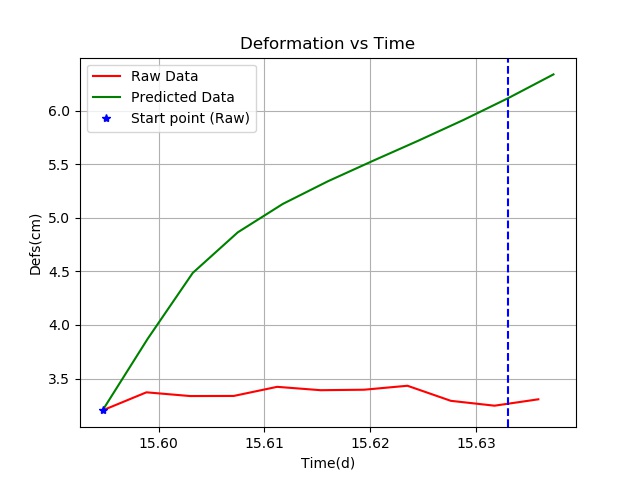 Deformation vs Time
Raw Data
Predicted Data
Start point (Raw)
Defs(cm)
6.0
5.5
5.0
4.5
4.0
3.5
15.60 15.61 15.62 15.63
Time(d)